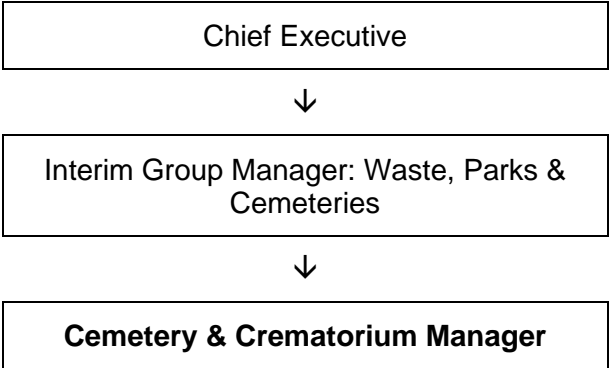 Chief Executive
↓
Interim Group Manager: Waste, Parks &
Cemeteries
↓
Cemetery & Crematorium Manager